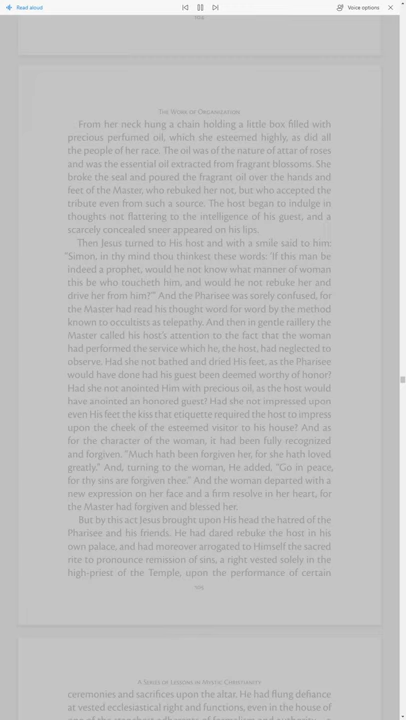 Read aloud
Voice options
The Work of Organization
From her neck hung a chain holding a little box filled with
precious perfumed oil, which she esteemed highly, as did all
the people of her race. The oil was of the nature of attar of roses
and was the essential oil extracted from fragrant blossoms. She
broke the seal and poured the fragrant oil over the hands and
feet of the Master, who rebuked her not, but who accepted the
tribute even from such a source. The host began to indulge in
thoughts not flattering to the intelligence of his guest, and a
scarcely concealed sneer appeared on his lips.
Then Jesus turned to His host and with a smile said to him:
"Simon, in thy mind thou thinkest these words: 'If this man be
indeed a prophet, would he not know what manner of woman
this be who toucheth him, and would he not rebuke her and
drive her from him?'" And the Pharisee was sorely confused, for
the Master had read his thought word for word by the method
known to occultists as telepathy. And then in gentle raillery the
Master called his host's attention to the fact that the woman
had performed the service which he, the host, had neglected to
observe. Had she not bathed and dried His feet, as the Pharisee
would have done had his guest been deemed worthy of honor?
Had she not anointed Him with precious oil, as the host would
have anointed an honored guest? Had she not impressed upon
even His feet the kiss that etiquette required the host to impress
upon the cheek of the esteemed visitor to his house? And as
for the character of the woman, it had been fully recognized
and forgiven. "Much hath been forgiven her, for she hath loved
greatly." And, turning to the woman, He added, "Go in peace,
for thy sins are forgiven thee." And the woman departed with a
new expression on her face and a firm resolve in her heart, for
the Master had forgiven and blessed her.
But by this act Jesus brought upon His head the hatred of the
Pharisee and his friends. He had dared rebuke the host in his
own palace, and had moreover arrogated to Himself the sacred
rite to pronounce remission of sins, a right vested solely in the
high-priest of the Temple, upon the performance of certain
A Series of Lessons in Mystic Christianity
ceremonies and sacrifices upon the altar. He had flung defiance
at vested ecclesiastical right and functions, even in the house of